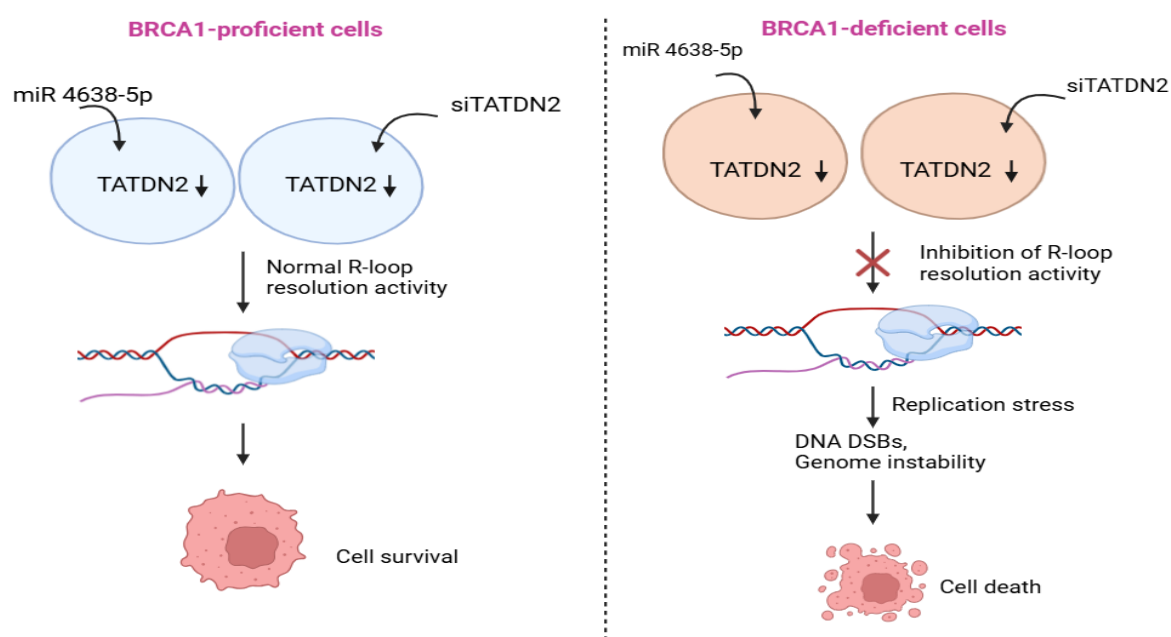 BRCA1-proficient cells
miR 4638-5p
siTATDN2
TATDN2
TATDN2
Normal R-loop
resolution activity
Cell survival
BRCA1-deficient cells
miR 4638-5p
siTATDN2
TATDN2
TATDN2
Inhibition of R-loop
resolution activity
Replication stress
DNA DSBs,
Genome instability
Cell death